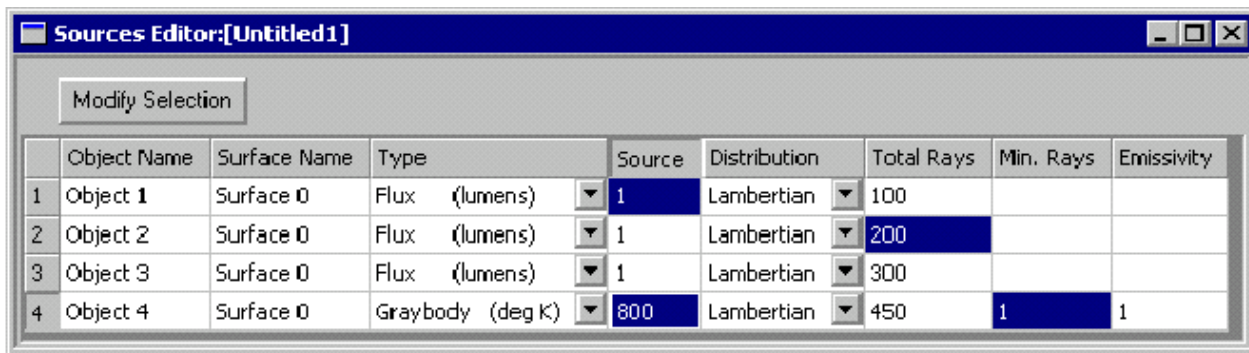 Sources Editor:[Untitled1]
Modify Selection
Object Name Surface Name Type Source Distribution Total Rays Min. Rays Emissivity
1 Object 1 Surface 0 Flux (lumens) 1 Lambertian 100
2 Object 2 Surface 0 Flux (lumens) 1 Lambertian 200
3 Object 3 Surface 0 Flux (lumens) 1 Lambertian 300
4 Object 4 Surface 0 Graybody (deg K) 800 Lambertian 450 1 1